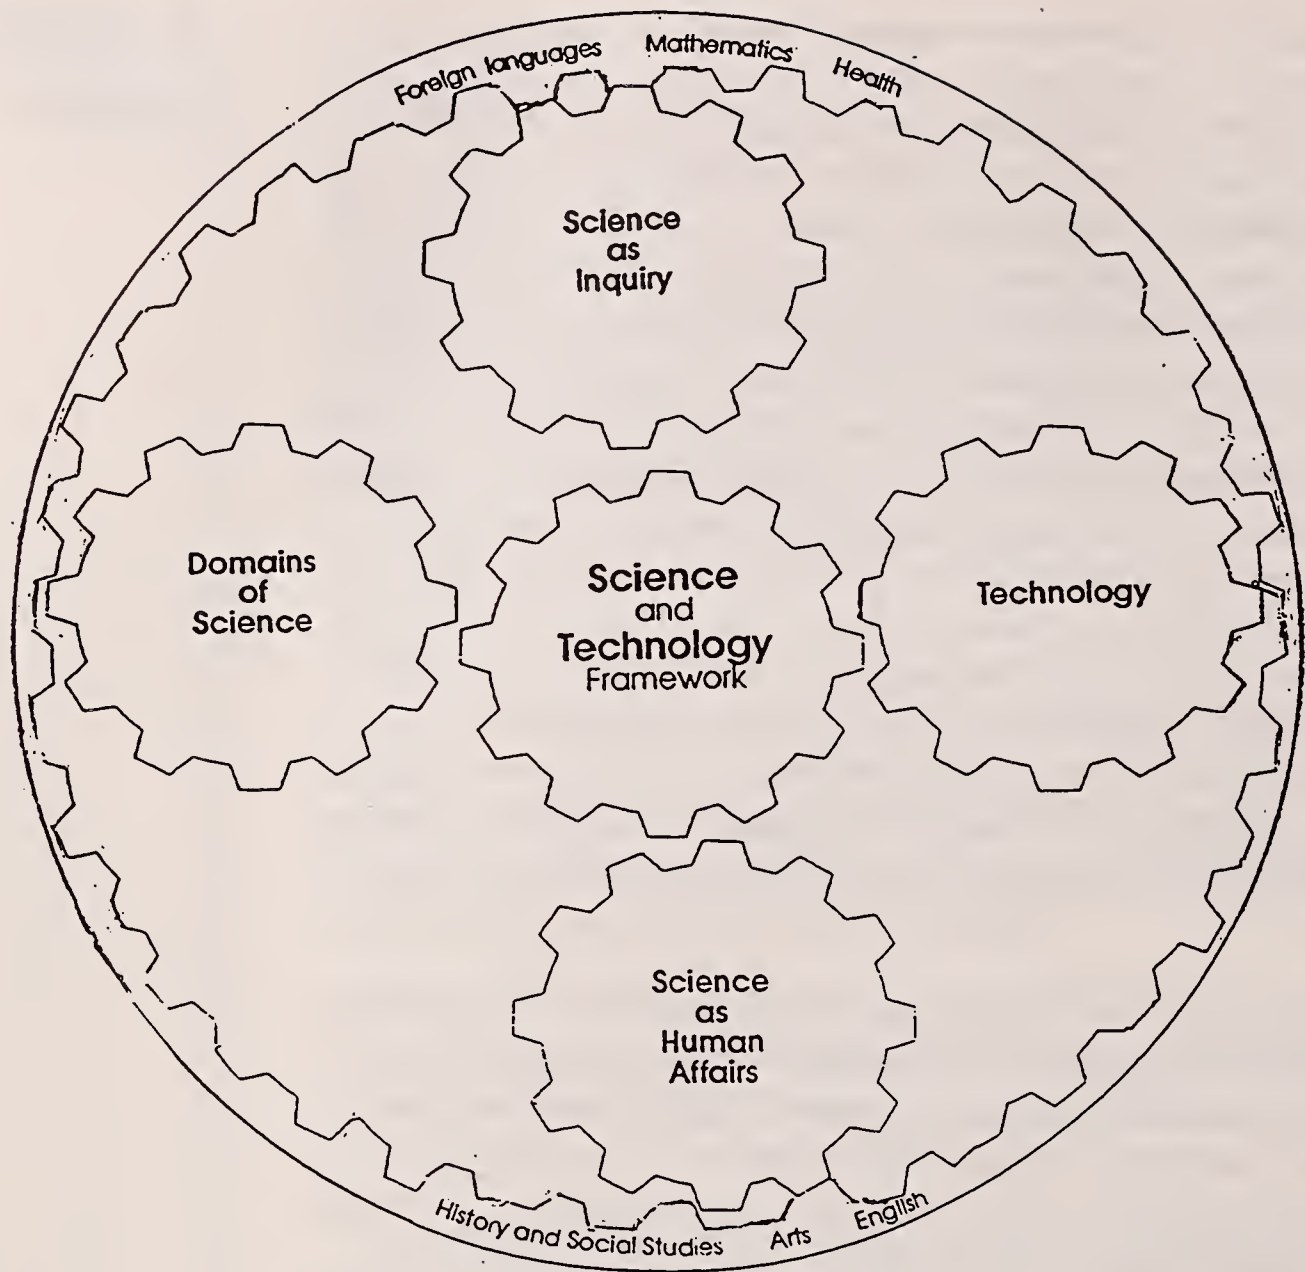 Foreign languages
Mathematics
Health
Science
as
Inquiry
Domains
of
Science
Science
and
Technology
Framework
Technology
Science
as
Human
Affairs
History and Social Studies
Arts
English